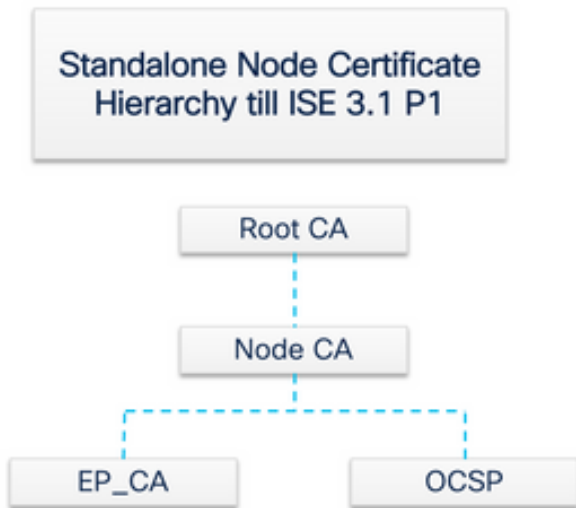 Standalone Node Certificate
Hierarchy till ISE 3.1 P1
Root CA
Node CA
EP_CA
OCSP